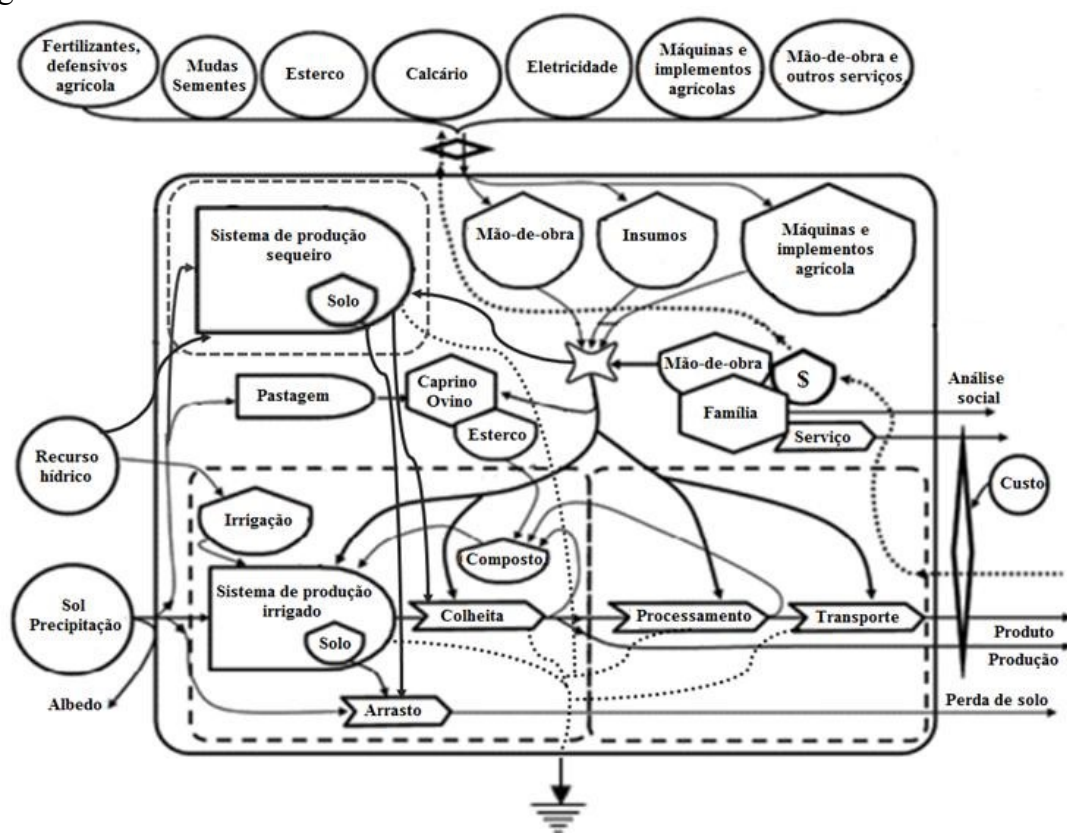 Fertilizantes,
defensivos
agrícola
Mudas
Sementes
Esterco
Calcário
Eletricidade
Máquinas e
implementos
agrícolas
Mão-de-obra e
outros serviços
Sistema de produção
sequeiro
Solo
Mão-de-obra
Insumos
Máquinas e
implementos
agrícola
Pastagem
Caprino
Ovino
Esterco
Mão-de-obra
$
Família
Serviço
Análise
social
Recurso
hídrico
Custo
Irrigação
Composto
Sol
Precipitação
Sistema de produção
irrigado
Solo
Colheita
Processamento
Transporte
Produto
Produção
Albedo
Arrasto
Perda de solo